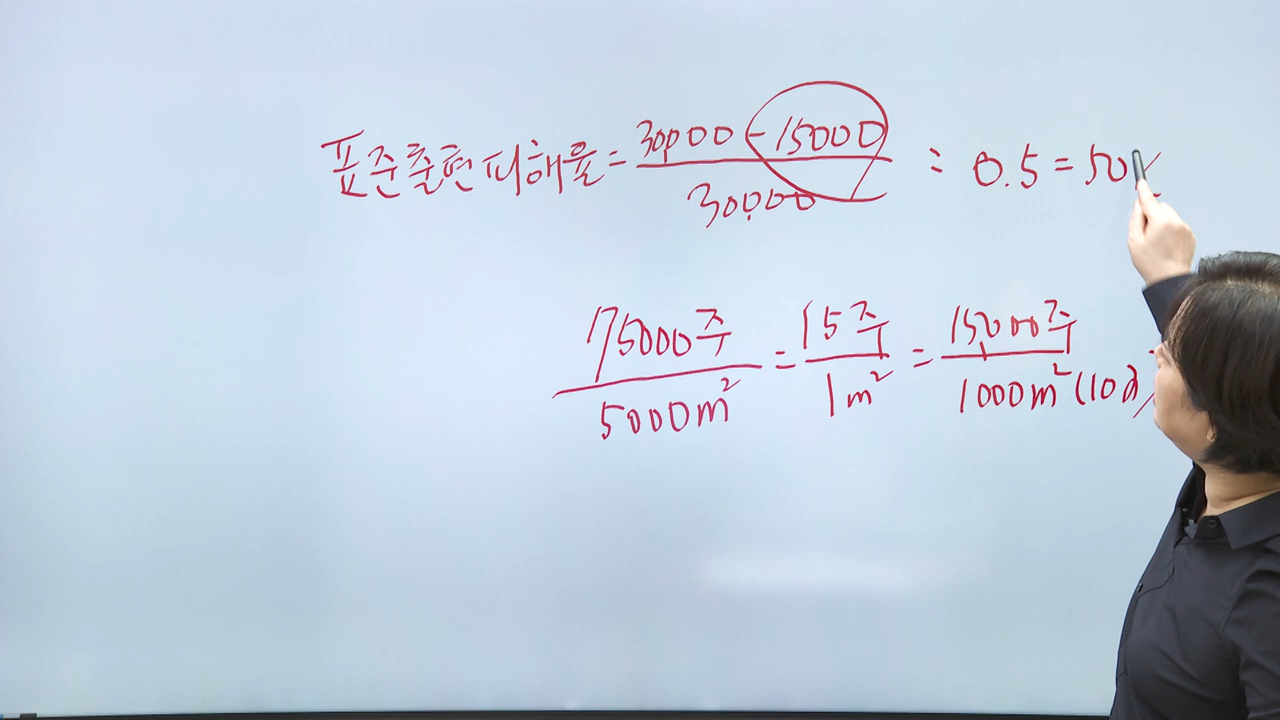 표준출현피해율 = (30000 - 15000) / 30000 = 0.5 = 50%
75000주 / 5000m² = 15주 / 1m² = 15000주 / 1000m² (10a)